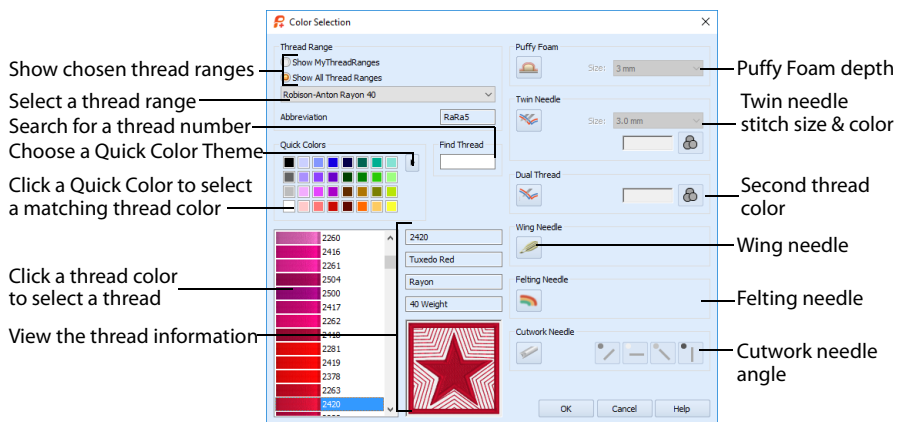 Color Selection
Show chosen thread ranges
Select a thread range
Search for a thread number
Choose a Quick Color Theme
Click a Quick Color to select
a matching thread color
Click a thread color
to select a thread
View the thread information
Thread Range
Show MyThreadRanges
Show All Thread Ranges
Robison-Anton Rayon 40
Abbreviation
RaRa5
Quick Colors
Find Thread
2260
2416
2261
2504
2500
2417
2262
2418
2281
2419
2378
2263
2420
2420
Tuxedo Red
Rayon
40 Weight
Puffy Foam
Size:
3 mm
Twin Needle
Size:
3.0 mm
Dual Thread
Wing Needle
Felting Needle
Cutwork Needle
OK
Cancel
Help
Puffy Foam depth
Twin needle
stitch size & color
Second thread
color
Wing needle
Felting needle
Cutwork needle
angle